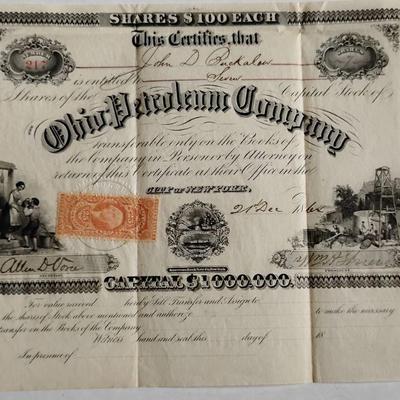 SHARES $100 EACH
This Certifies, that
217
John D Buckalew
is entitled to Seven
Shares of the Capital Stock of
Ohio Petroleum Company
transferable only on the Books of
the Company in Person or by Attorney on
return of this Certificate at their Office in the
CITY OF NEW-YORK.
21 Dec 186
Allen D.
CAPITAL $1,000,000.
For value received hereby Sell Transfer and Assign to
the shares of Stock above mentioned and authorize to make the necessary
transfer on the Books of the Company.
Witness hand and seal this day of 18
In presence of